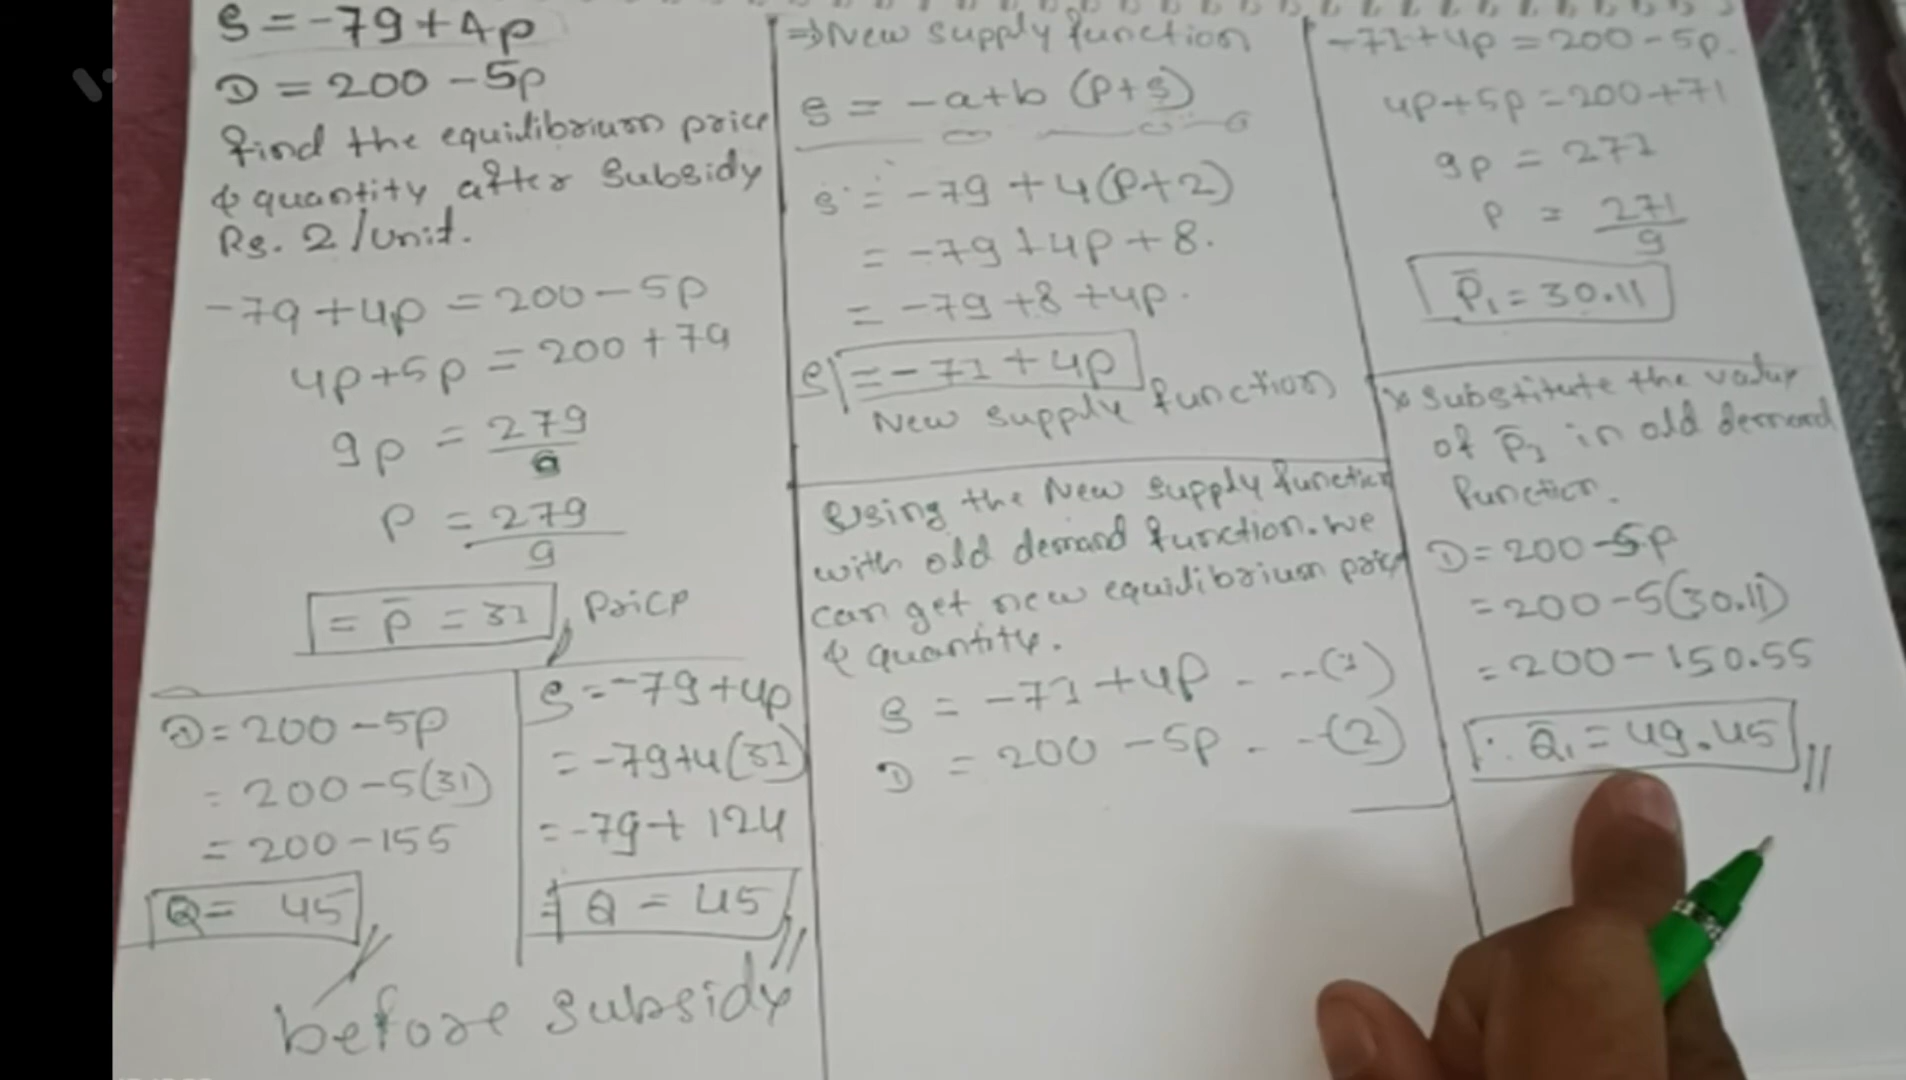 S = -79 + 4p
D = 200 - 5p
find the equilibrium price
& quantity after subsidy
Rs. 2 / unit.
-79 + 4p = 200 - 5p
4p + 5p = 200 + 79
9p = 279/9
P = 279/9
= p̄ = 31, Price
D = 200 - 5p
= 200 - 5(31)
= 200 - 155
Q = 45
S = -79 + 4p
= -79 + 4(31)
= -79 + 124
= Q = 45
before subsidy
=> New supply function
S = -a + b (P + S)
S = -79 + 4(P + 2)
= -79 + 4p + 8.
= -79 + 8 + 4p.
S = -71 + 4p
New supply function
Using the New supply function
with old demand function. we
can get new equilibrium price
& quantity.
S = -71 + 4p - - - (1)
D = 200 - 5p - - - (2)
-71 + 4p = 200 - 5p.
4p + 5p = 200 + 71
9p = 271
P = 271/9
P̄₁ = 30.11
* Substitute the value
of P̄₁ in old demand
function.
D = 200 - 5p
= 200 - 5(30.11)
= 200 - 150.55
∴ Q̄₁ = 49.45 //